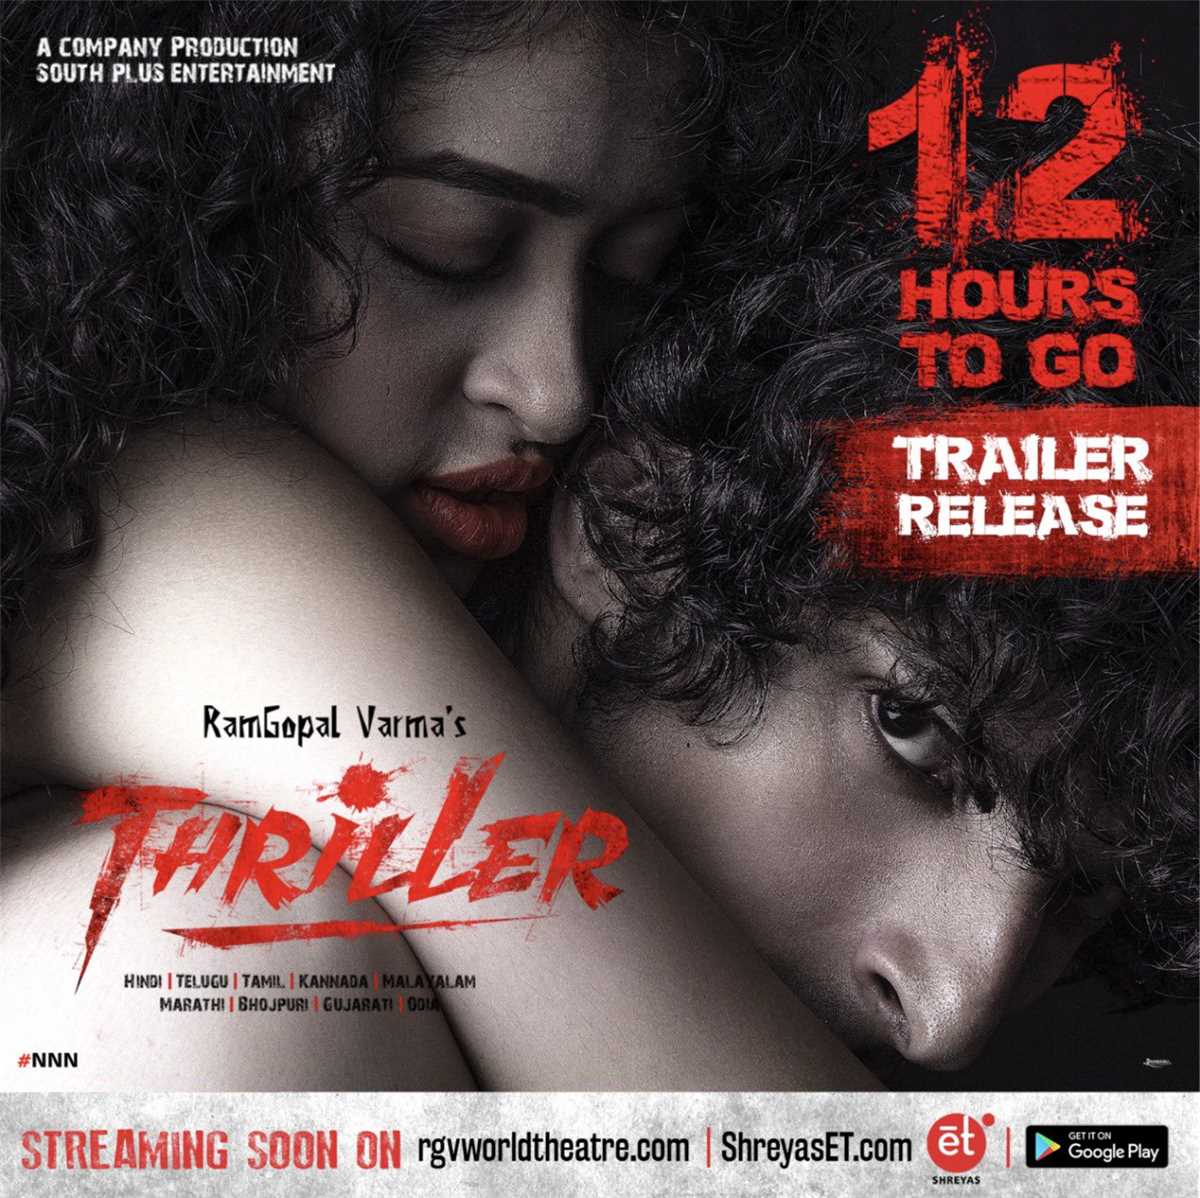 A COMPANY PRODUCTION
SOUTH PLUS ENTERTAINMENT
12
HOURS
TO GO
TRAILER
RELEASE
RamGopal Varma's
THRILLER
HINDI | TELUGU | TAMIL | KANNADA | MALAYALAM
MARATHI | BHOJPURI | GUJARATI | ODIA
#NNN
STREAMING SOON ON rgvworldtheatre.com | ShreyasET.com
ēt
SHREYAS
GET IT ON
Google Play